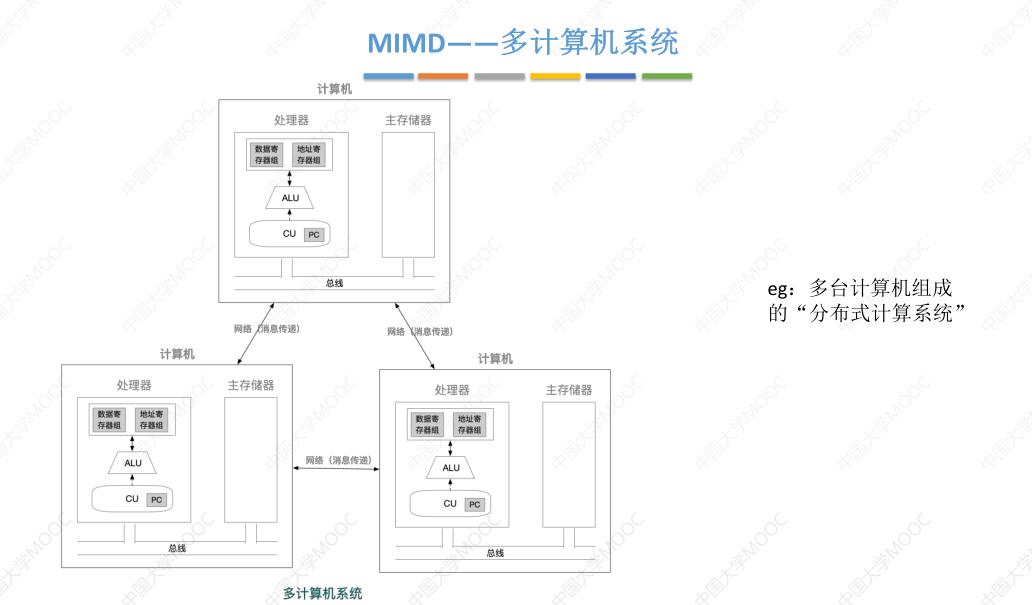 MIMD——多计算机系统
计算机
处理器
主存储器
数据寄
存器组
地址寄
存器组
ALU
CU
PC
总线
网络（消息传递）
网络（消息传递）
eg：多台计算机组成
的“分布式计算系统”
计算机
处理器
主存储器
数据寄
存器组
地址寄
存器组
ALU
CU
PC
总线
网络（消息传递）
计算机
处理器
主存储器
数据寄
存器组
地址寄
存器组
ALU
CU
PC
总线
多计算机系统
中国大学MOOC